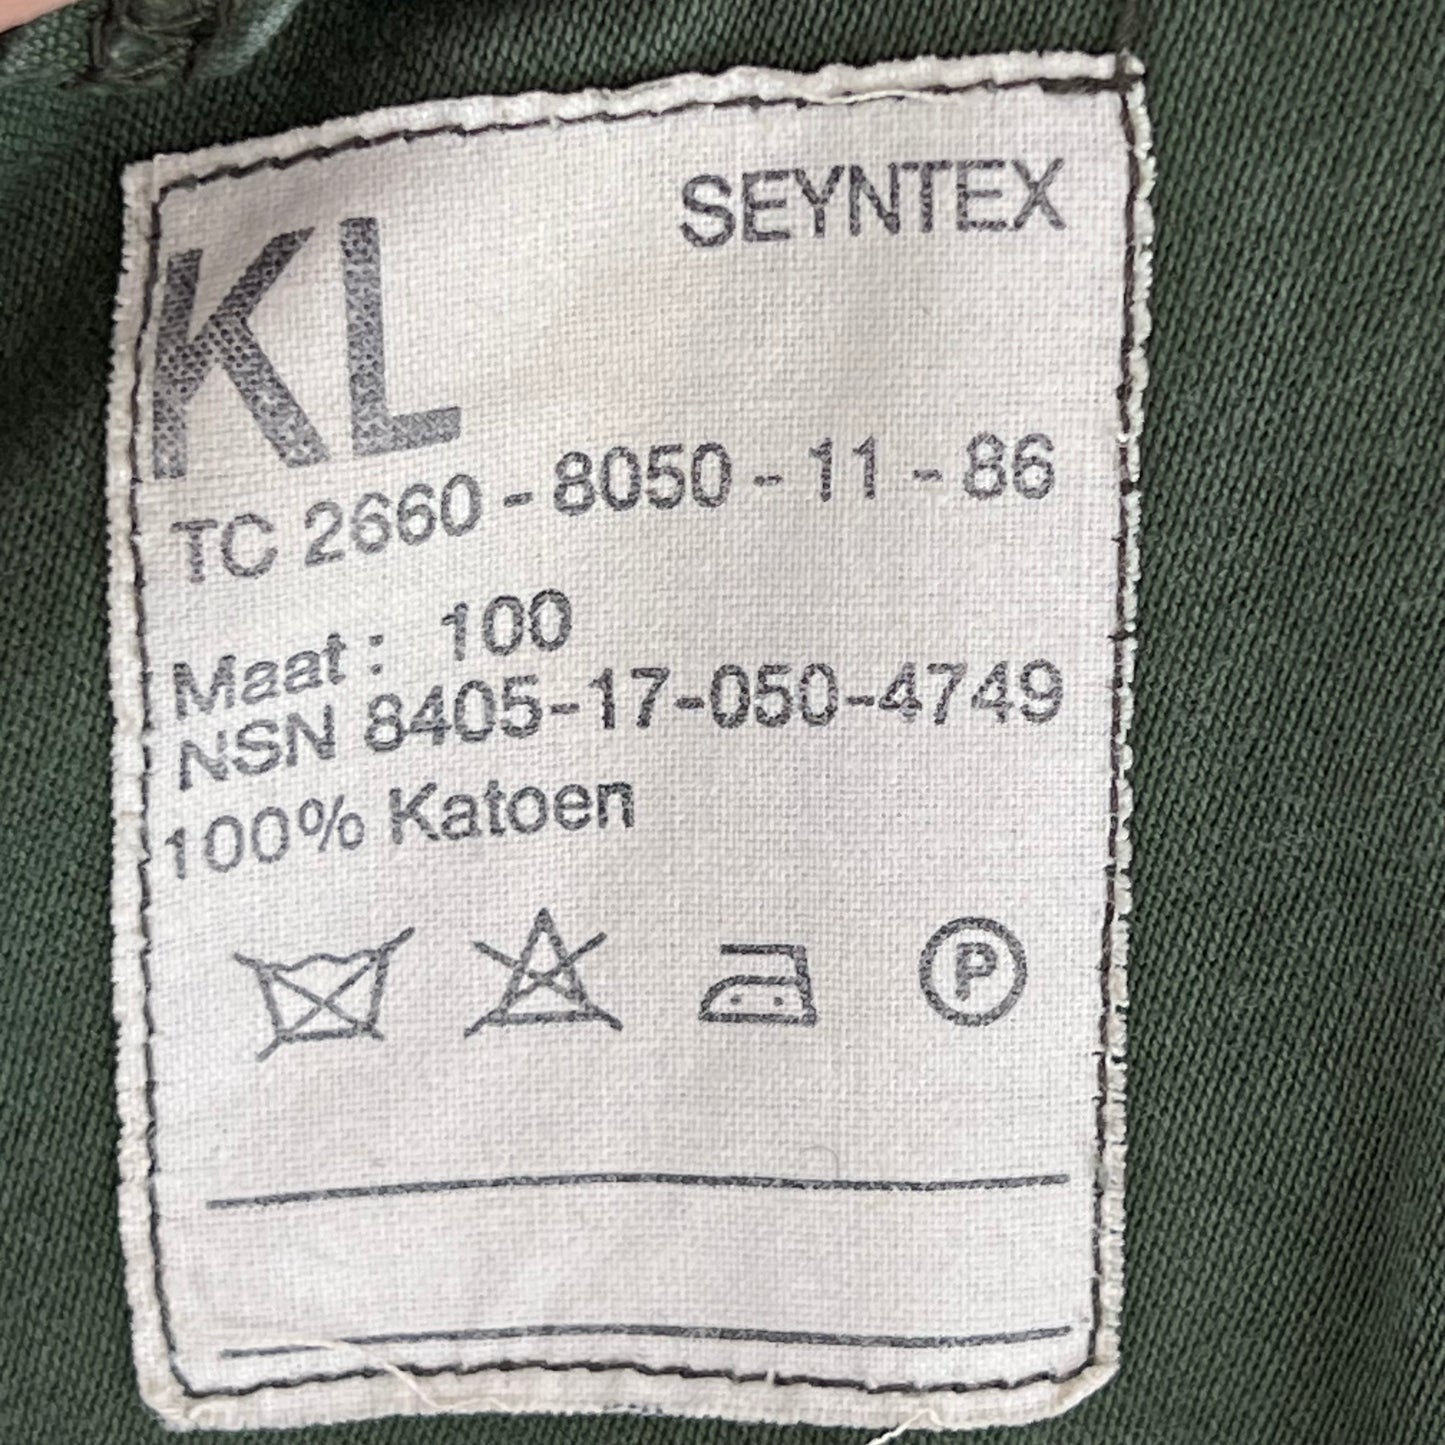 SEYNTEX
KL
TC 2660 - 8050 - 11 - 86
Maat : 100
NSN 8405-17-050-4749
100% Katoen
P